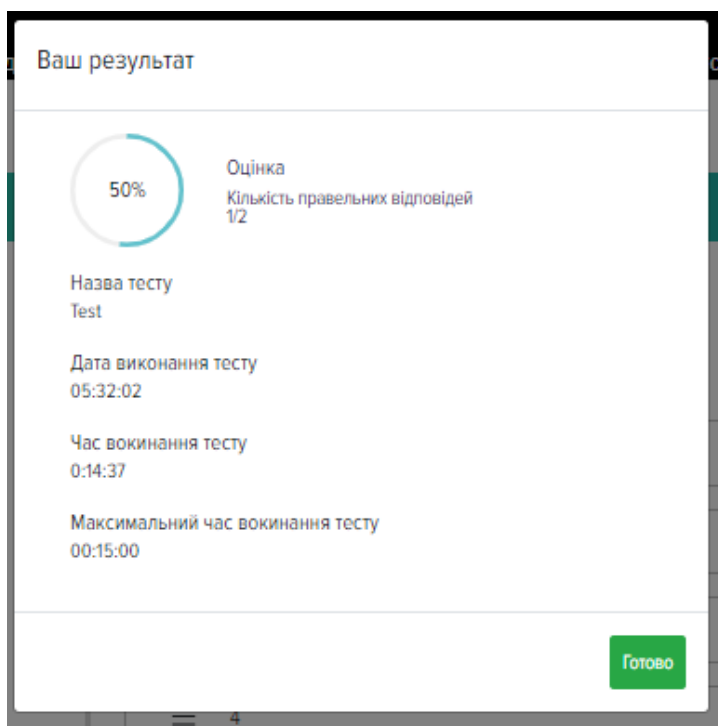 Ваш результат
50%
Оцінка
Кількість правельних відповідей
1/2
Назва тесту
Test
Дата виконання тесту
05:32:02
Час вокинання тесту
0:14:37
Максимальний час вокинання тесту
00:15:00
Готово
4